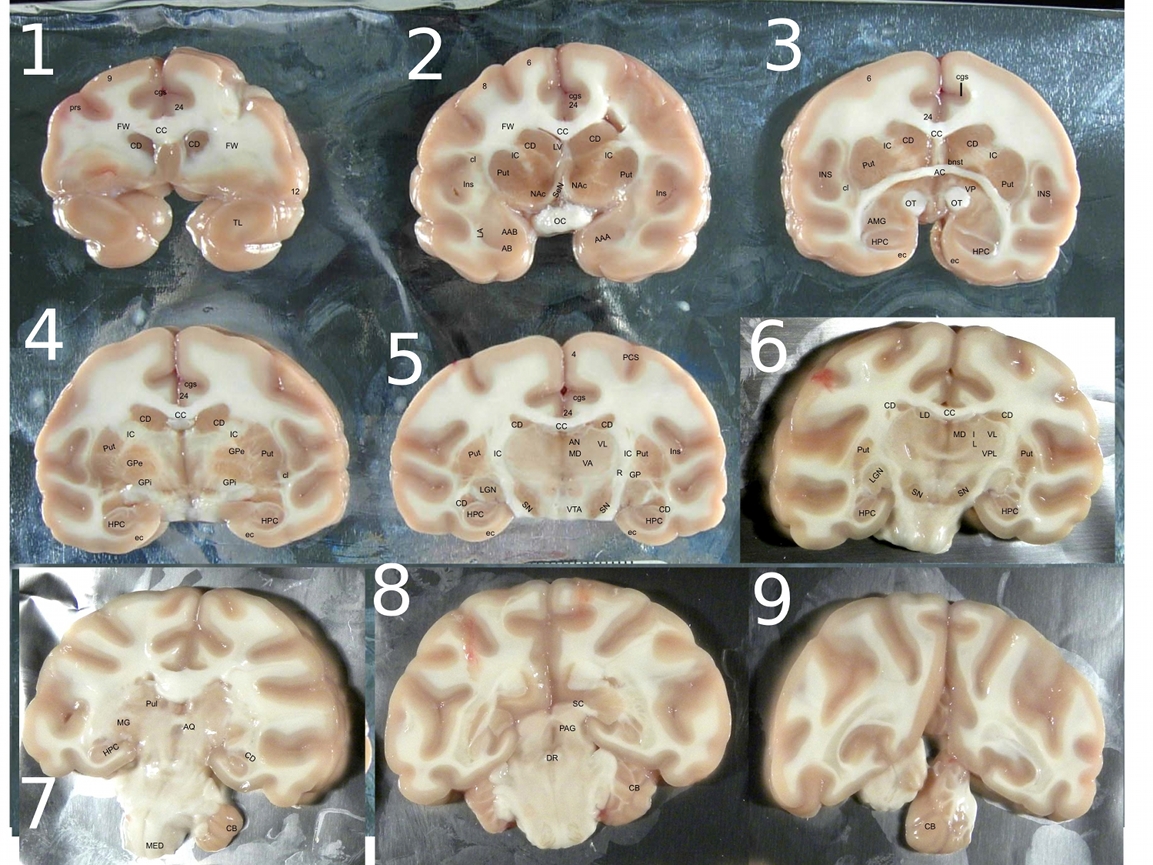 1
9
cgs
prs
24
FW
CC
CD
CD
FW
12
TL
2
6
8
cgs
24
FW
CC
CD
CD
LV
cl
IC
IC
Ins
Put
Put
Ins
NAc
SeN
NAc
OC
LA
AAB
AAA
AB
3
6
cgs
24
CC
IC
CD
CD
IC
Put
bnst
INS
AC
cl
VP
Put
INS
OT
OT
AMG
HPC
HPC
ec
ec
4
cgs
24
CD
CC
CD
IC
IC
Put
GPe
GPe
Put
GPi
GPi
cl
HPC
HPC
ec
ec
5
4
PCS
cgs
24
CD
CC
CD
AN
VL
Put
IC
MD
IC
Put
Ins
VA
R
GP
LGN
CD
SN
VTA
SN
CD
HPC
HPC
ec
ec
6
CD
LD
CC
CD
MD
I
L
VL
Put
VPL
Put
LGN
SN
SN
HPC
HPC
7
Pul
MG
AQ
HPC
CD
CB
MED
8
SC
PAG
DR
CB
9
CB